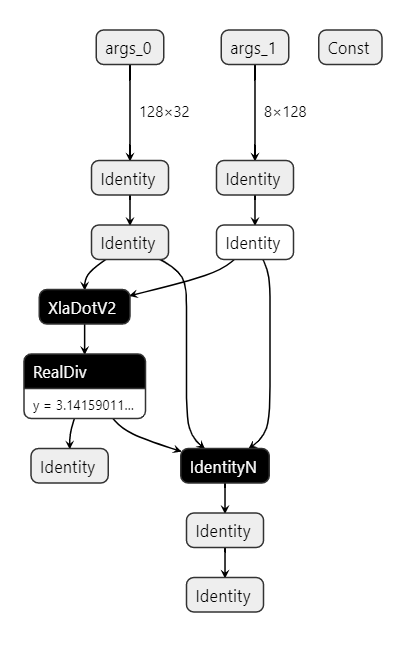 args_0
args_1
Const
128×32
8×128
Identity
Identity
Identity
Identity
XlaDotV2
RealDiv
y = 3.14159011...
Identity
IdentityN
Identity
Identity